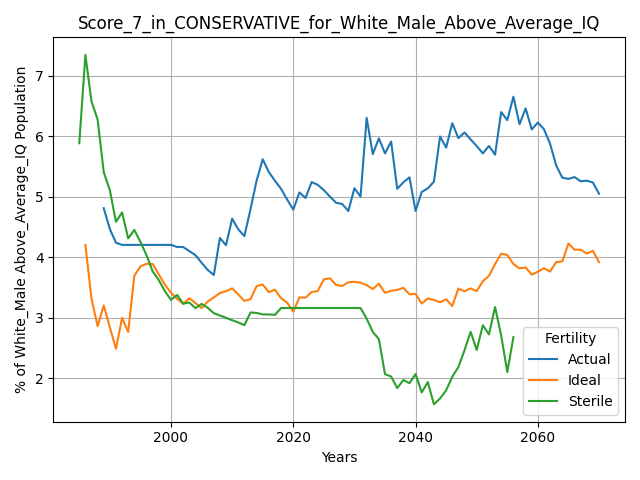 Score_7_in_CONSERVATIVE_for_White_Male_Above_Average_IQ
% of White_Male Above_Average_IQ Population
7
6
5
4
3
2
2000
2020
2040
2060
Years
Fertility
Actual
Ideal
Sterile